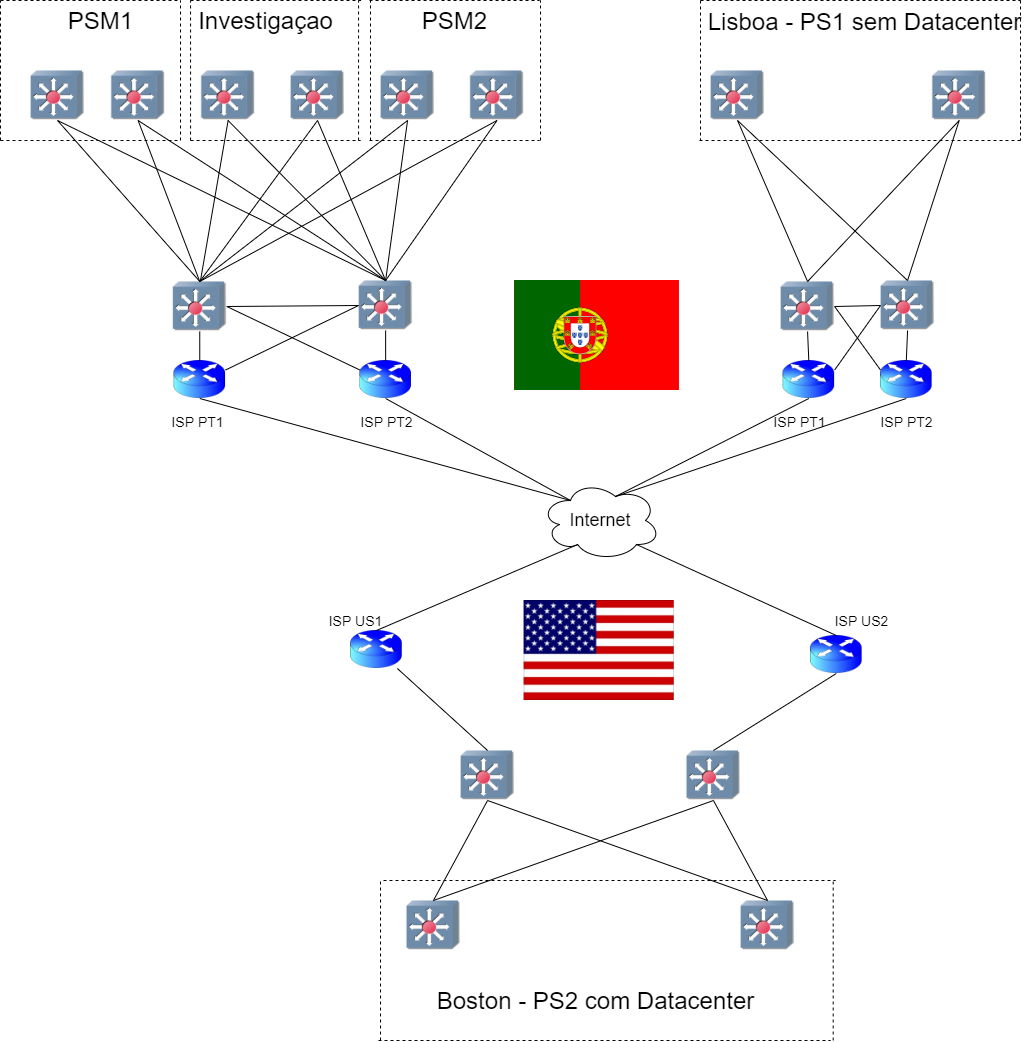 PSM1
Investigaçao
PSM2
Lisboa - PS1 sem Datacenter
ISP PT1
ISP PT2
ISP PT1
ISP PT2
Internet
ISP US1
ISP US2
Boston - PS2 com Datacenter